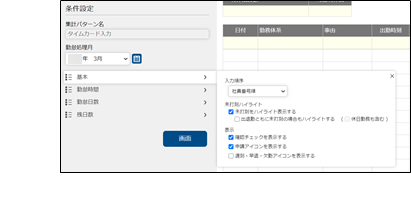 条件設定
集計パターン名
タイムカード入力
勤怠処理月
年 3月
基本
勤怠時間
勤怠日数
残日数
画面
日付 勤務体系 事由 出勤時刻
入力順序
社員番号順
未打刻ハイライト
未打刻をハイライト表示する
出退勤ともに未打刻の場合もハイライトする ( 休日勤務も含む )
表示
確認チェックを表示する
申請アイコンを表示する
遅刻・早退・欠勤アイコンを表示する